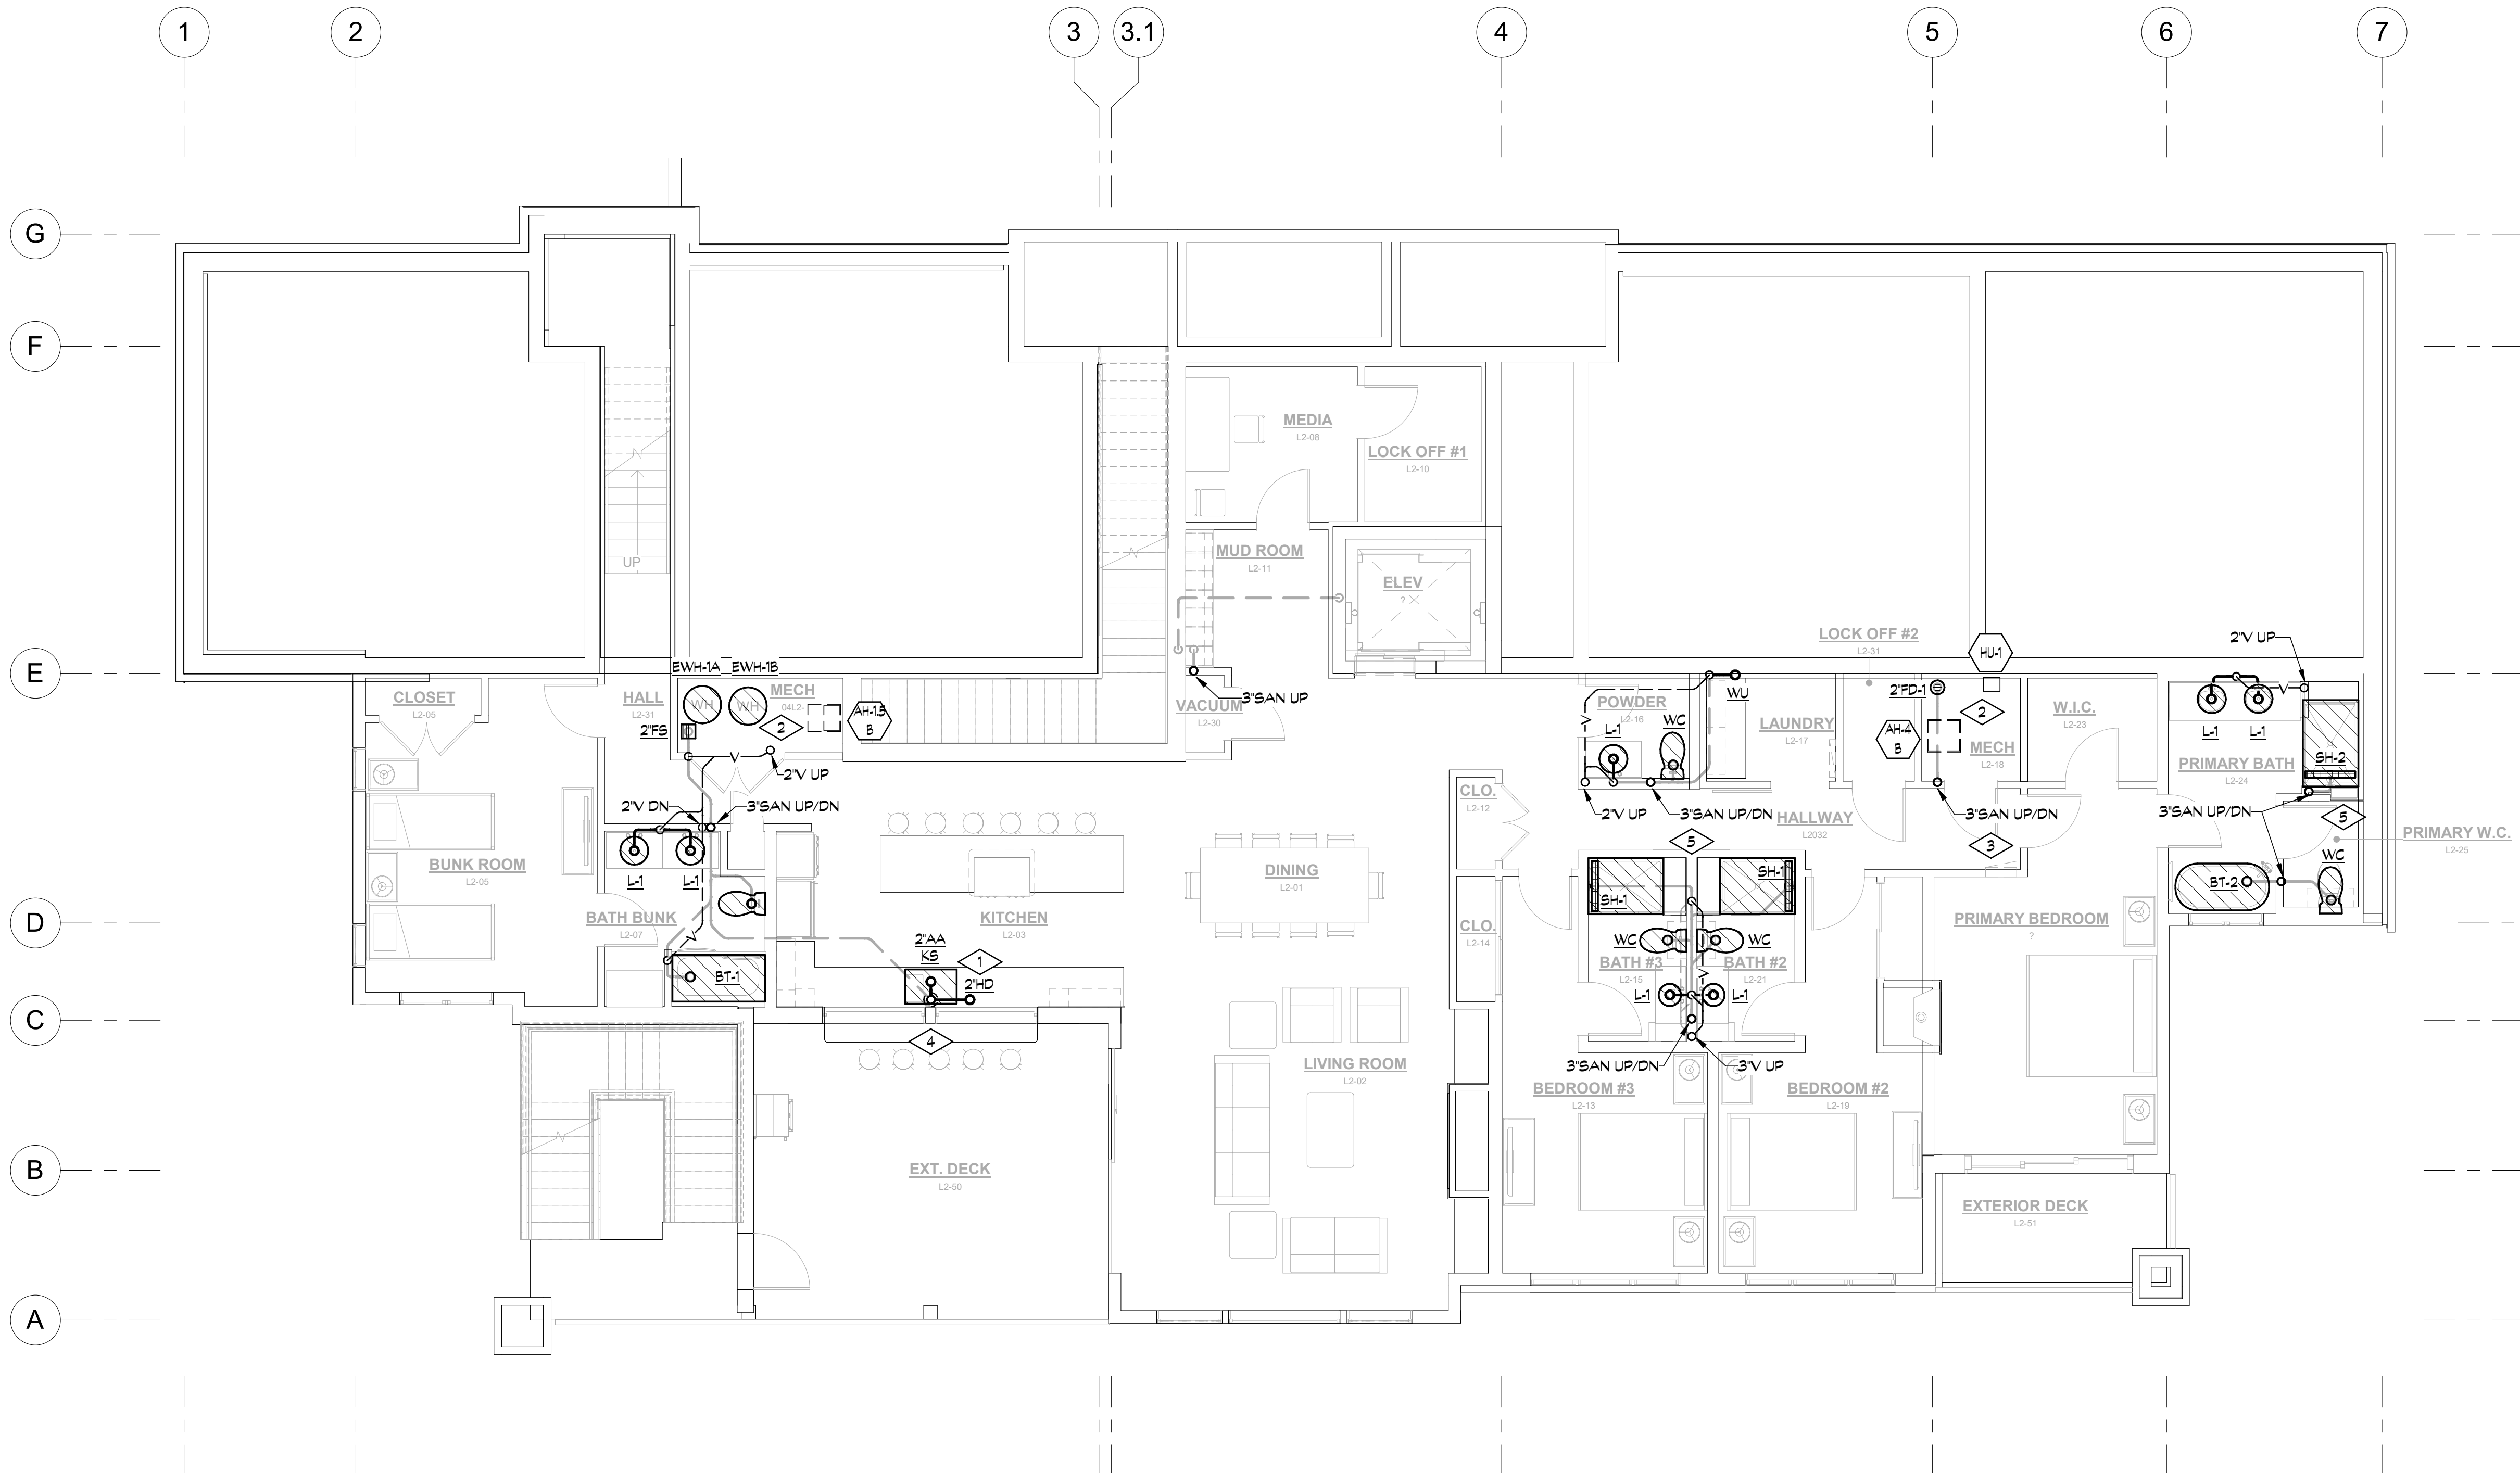 1
2
3
3.1
4
5
6
7
G
F
E
D
C
B
A
MEDIA
L2-08
LOCK OFF #1
L2-10
UP
MUD ROOM
L2-11
ELEV
?
LOCK OFF #2
L2-31
HU-1
2"V UP
EWH-1A
EWH-1B
CLOSET
L2-05
HALL
L2-31
WH
WH
MECH
04L2-
2
AH-1.5
B
2"FS
V
2"V UP
VACUUM
L2-30
3"SAN UP
POWDER
L2-16
WC
L-1
V
WU
LAUNDRY
L2-17
2"FD-1
2
AH-4
B
MECH
L2-18
W.I.C.
L2-23
V
L-1
L-1
SH-2
PRIMARY BATH
L2-24
2"V DN
3"SAN UP/DN
CLO.
L2-12
2"V UP
3"SAN UP/DN
HALLWAY
L2032
3"SAN UP/DN
3
3"SAN UP/DN
5
PRIMARY W.C.
L2-25
BUNK ROOM
L2-05
L-1
L-1
BATH BUNK
L2-07
V
BT-1
KITCHEN
L2-03
2"AA
KS
1
2"HD
4
DINING
L2-01
CLO.
L2-14
5
SH-1
SH-1
WC
WC
BATH #3
L2-15
V
BATH #2
L2-21
L-1
L-1
BT-2
WC
PRIMARY BEDROOM
?
3"SAN UP/DN
3"V UP
LIVING ROOM
L2-02
BEDROOM #3
L2-13
BEDROOM #2
L2-19
EXT. DECK
L2-50
EXTERIOR DECK
L2-51